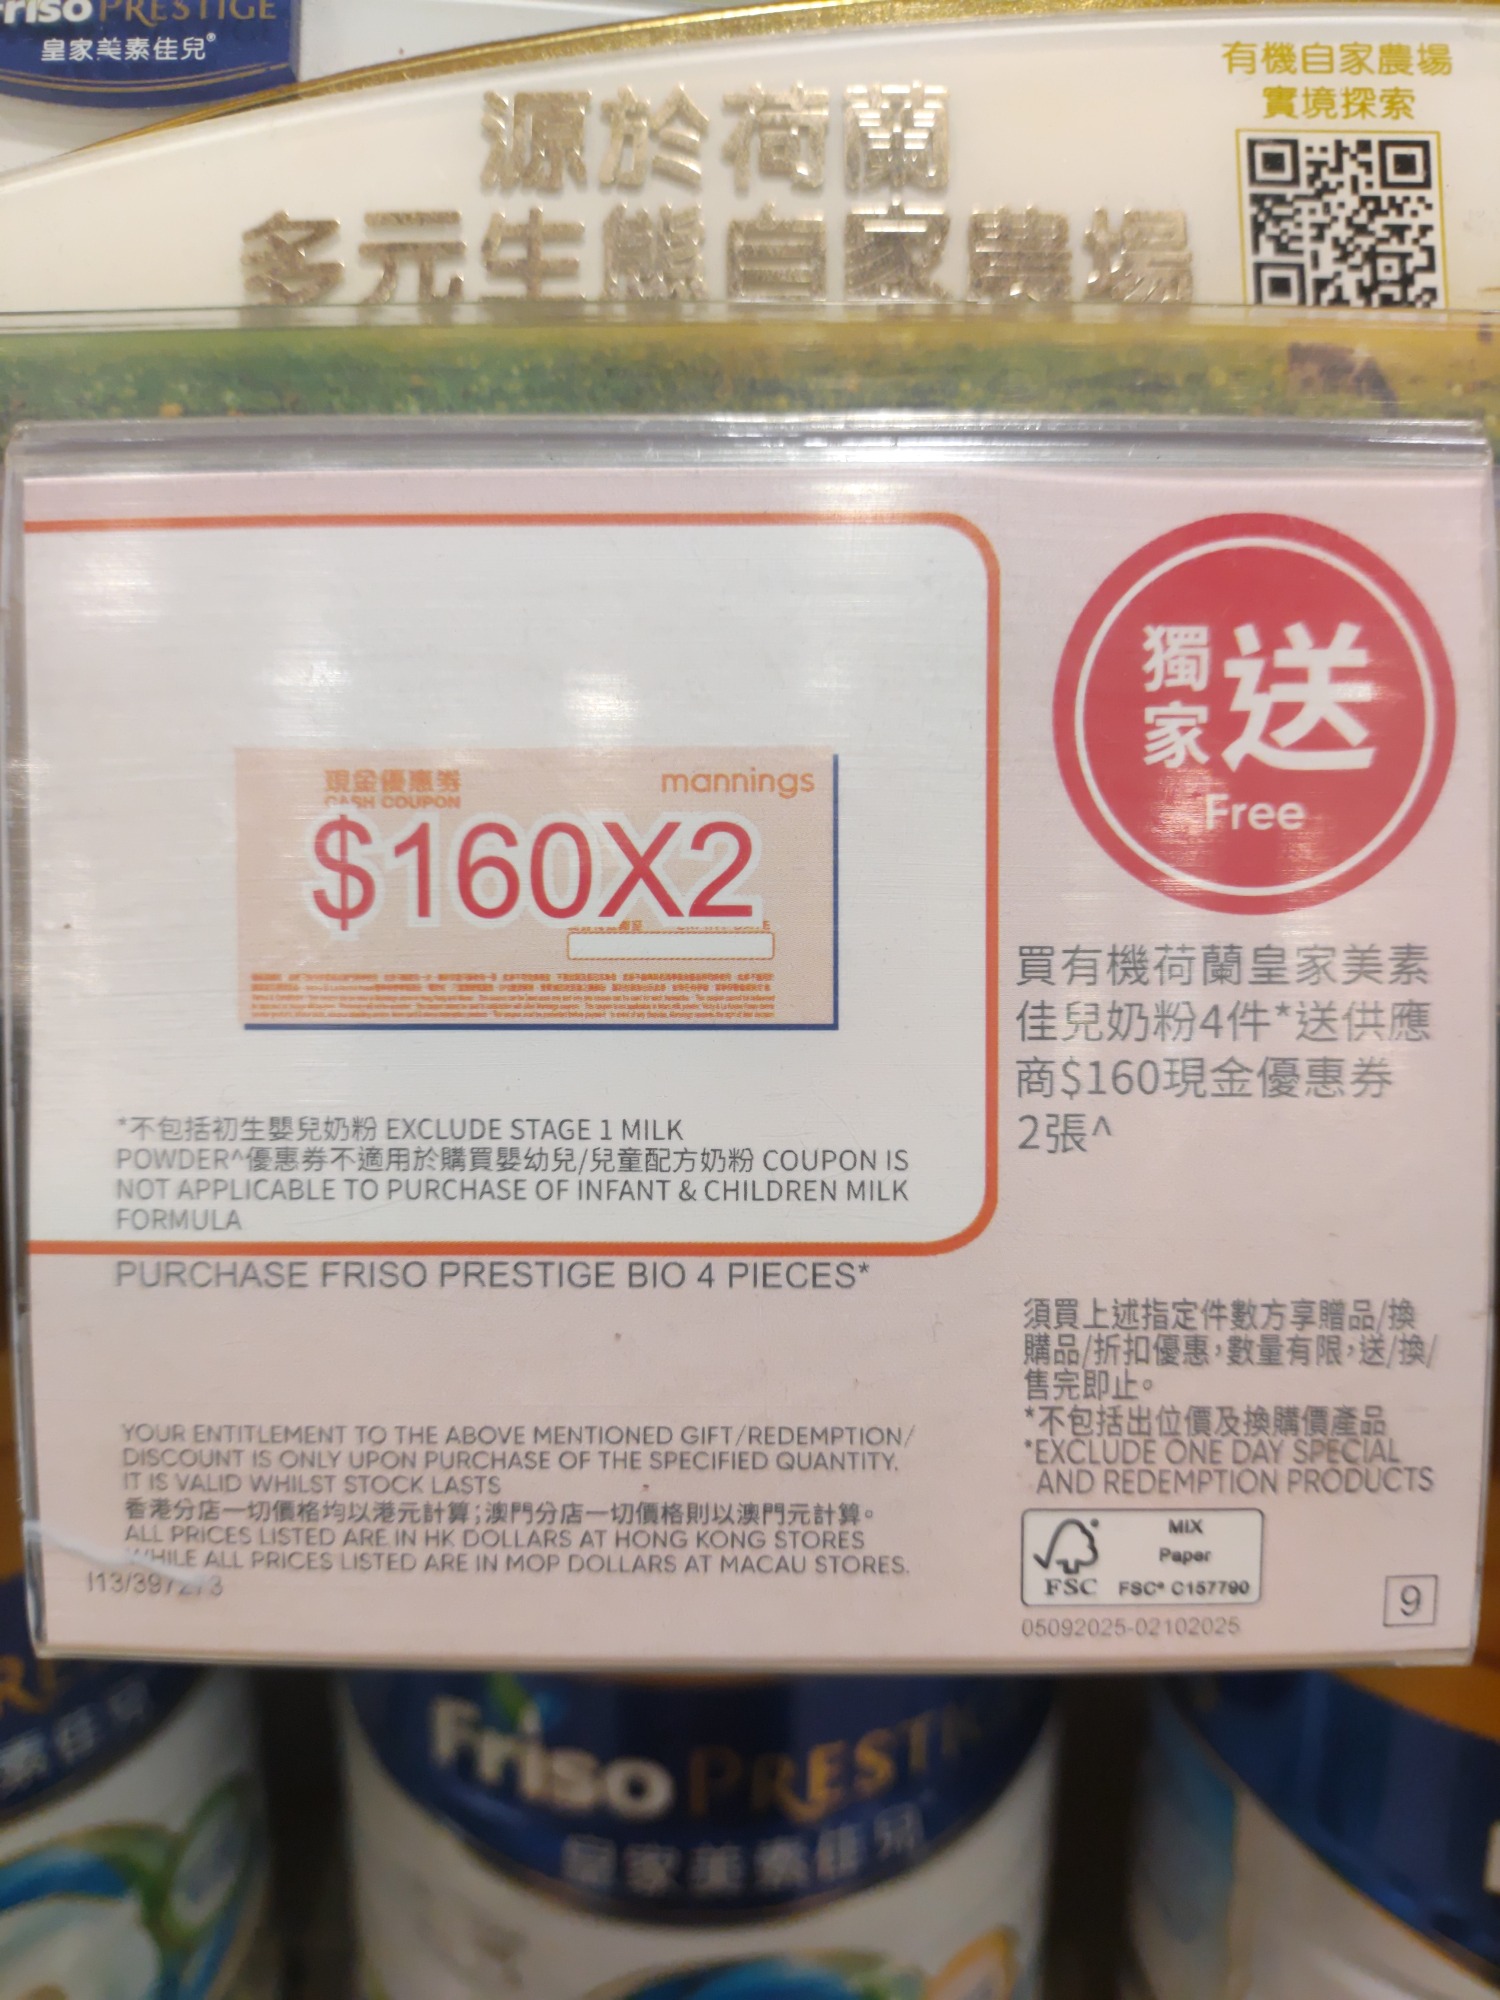 Friso PRESTIGE
皇家美素佳兒®
有機自家農場
實境探索
源於荷蘭
多元生態自家農場
獨家送
Free
現金優惠券
CASH COUPON
mannings
$160X2
*不包括初生嬰兒奶粉 EXCLUDE STAGE 1 MILK
POWDER^優惠券不適用於購買嬰幼兒/兒童配方奶粉 COUPON IS
NOT APPLICABLE TO PURCHASE OF INFANT & CHILDREN MILK
FORMULA
PURCHASE FRISO PRESTIGE BIO 4 PIECES*
買有機荷蘭皇家美素
佳兒奶粉4件*送供應
商$160現金優惠券
2張^
須買上述指定件數方享贈品/換
購品/折扣優惠，數量有限，送/換/
售完即止。
*不包括出位價及換購價產品
*EXCLUDE ONE DAY SPECIAL
AND REDEMPTION PRODUCTS
YOUR ENTITLEMENT TO THE ABOVE MENTIONED GIFT/REDEMPTION/
DISCOUNT IS ONLY UPON PURCHASE OF THE SPECIFIED QUANTITY.
IT IS VALID WHILST STOCK LASTS
香港分店一切價格均以港元計算；澳門分店一切價格則以澳門元計算。
ALL PRICES LISTED ARE IN HK DOLLARS AT HONG KONG STORES
WHILE ALL PRICES LISTED ARE IN MOP DOLLARS AT MACAU STORES.
I13/397273
FSC
MIX
Paper
FSC® C157790
05092025-02102025
9
Friso PRESTI
皇家美素佳兒